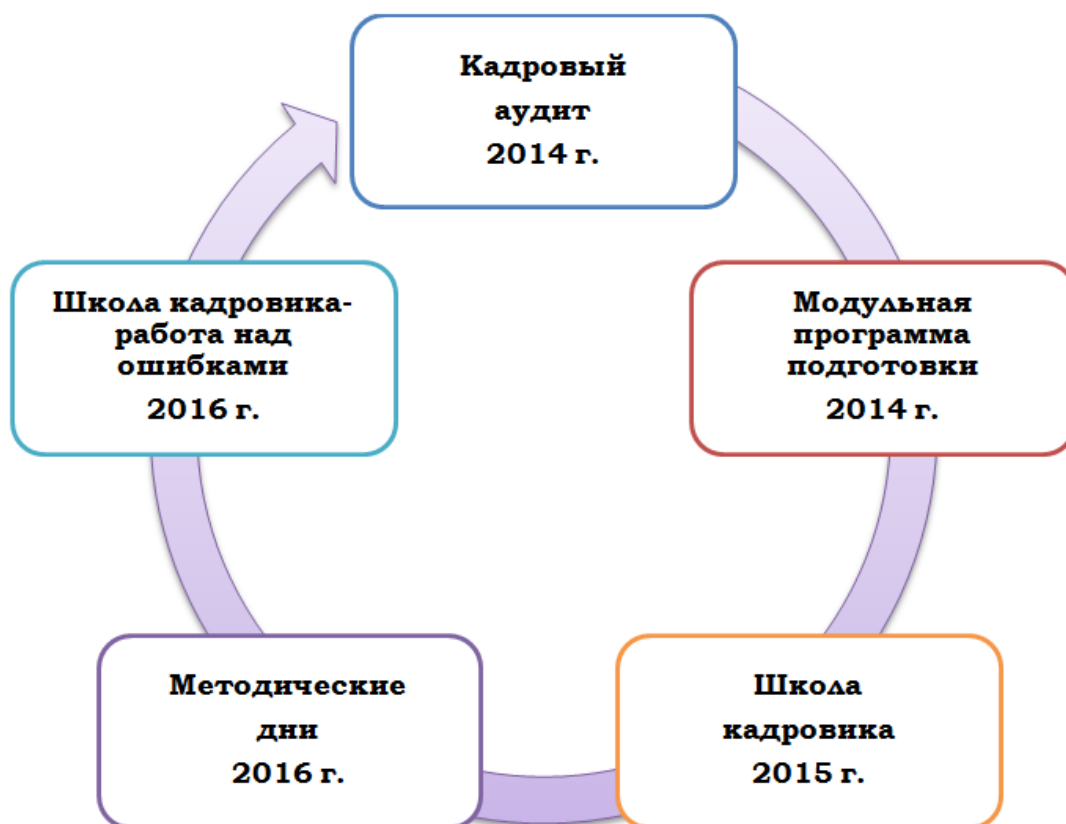 Кадровый
аудит
2014 г.
Модульная
программа
подготовки
2014 г.
Школа
кадровика
2015 г.
Методические
дни
2016 г.
Школа кадровика-
работа над
ошибками
2016 г.